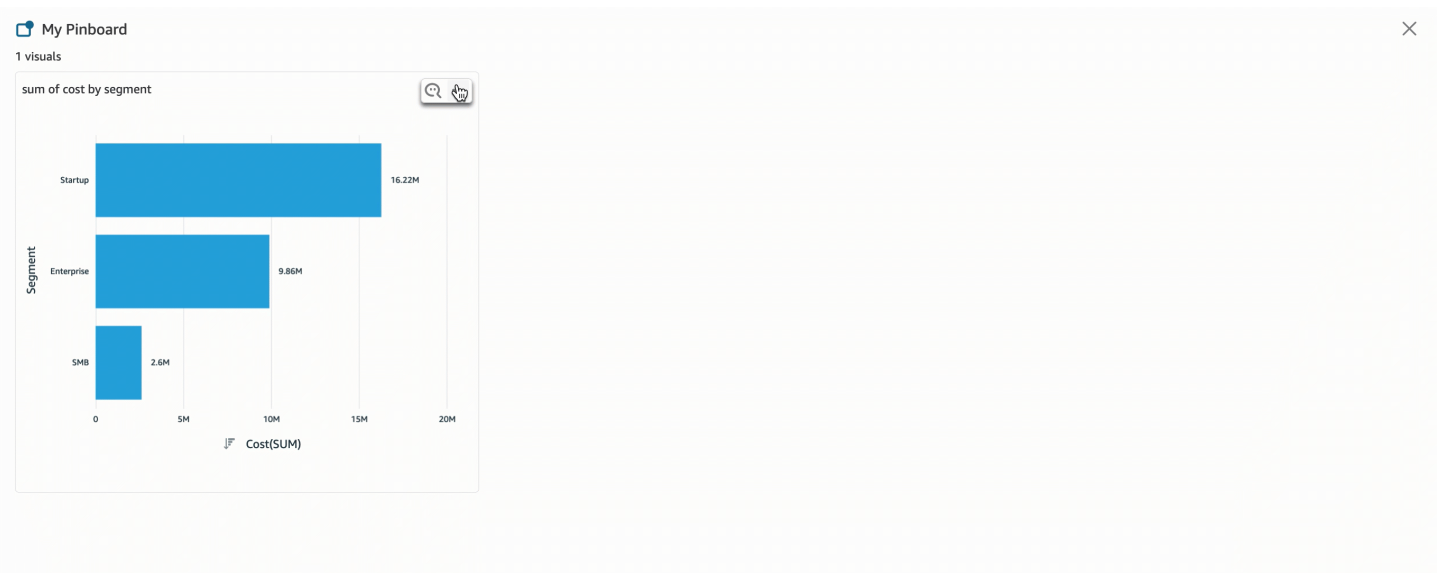 My Pinboard
1 visuals
sum of cost by segment
Startup
16.22M
Segment
Enterprise
9.86M
SMB
2.6M
0 5M 10M 15M 20M
Cost(SUM)